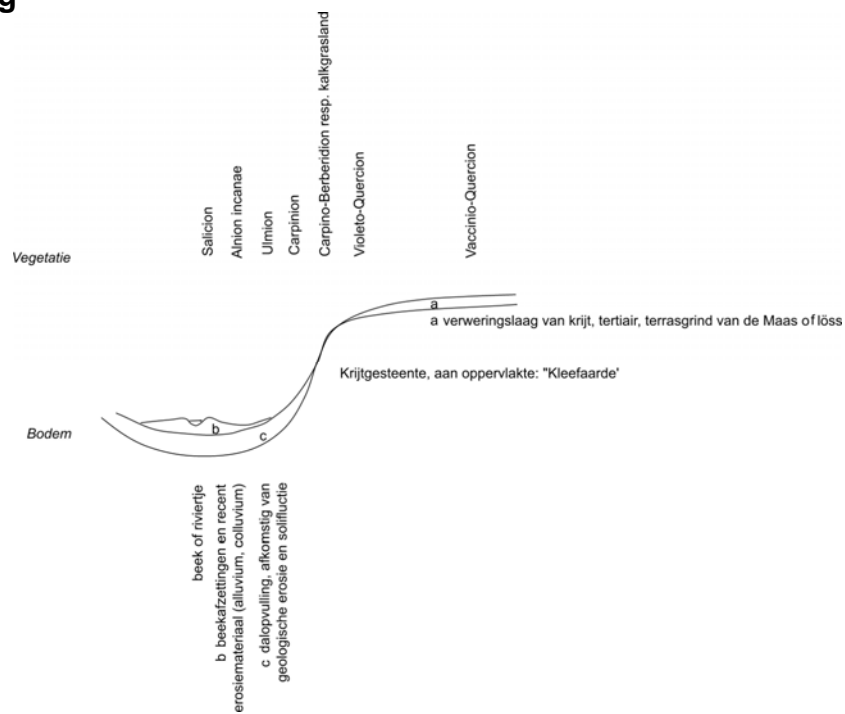 g
Salicion
Alnion incanae
Ulmion
Carpinion
Carpino-Berberidion resp. kalkgrasland
Violeto-Quercion
Vaccinio-Quercion
Vegetatie
a
a verweringslaag van krijt, tertiair, terrasgrind van de Maas of löss
Krijtgesteente, aan oppervlakte: "Kleefaarde'
Bodem
b
c
beek of riviertje
b beekafzettingen en recent
erosiemateriaal (alluvium, colluvium)
c dalopvulling, afkomstig van
geologische erosie en solifluctie